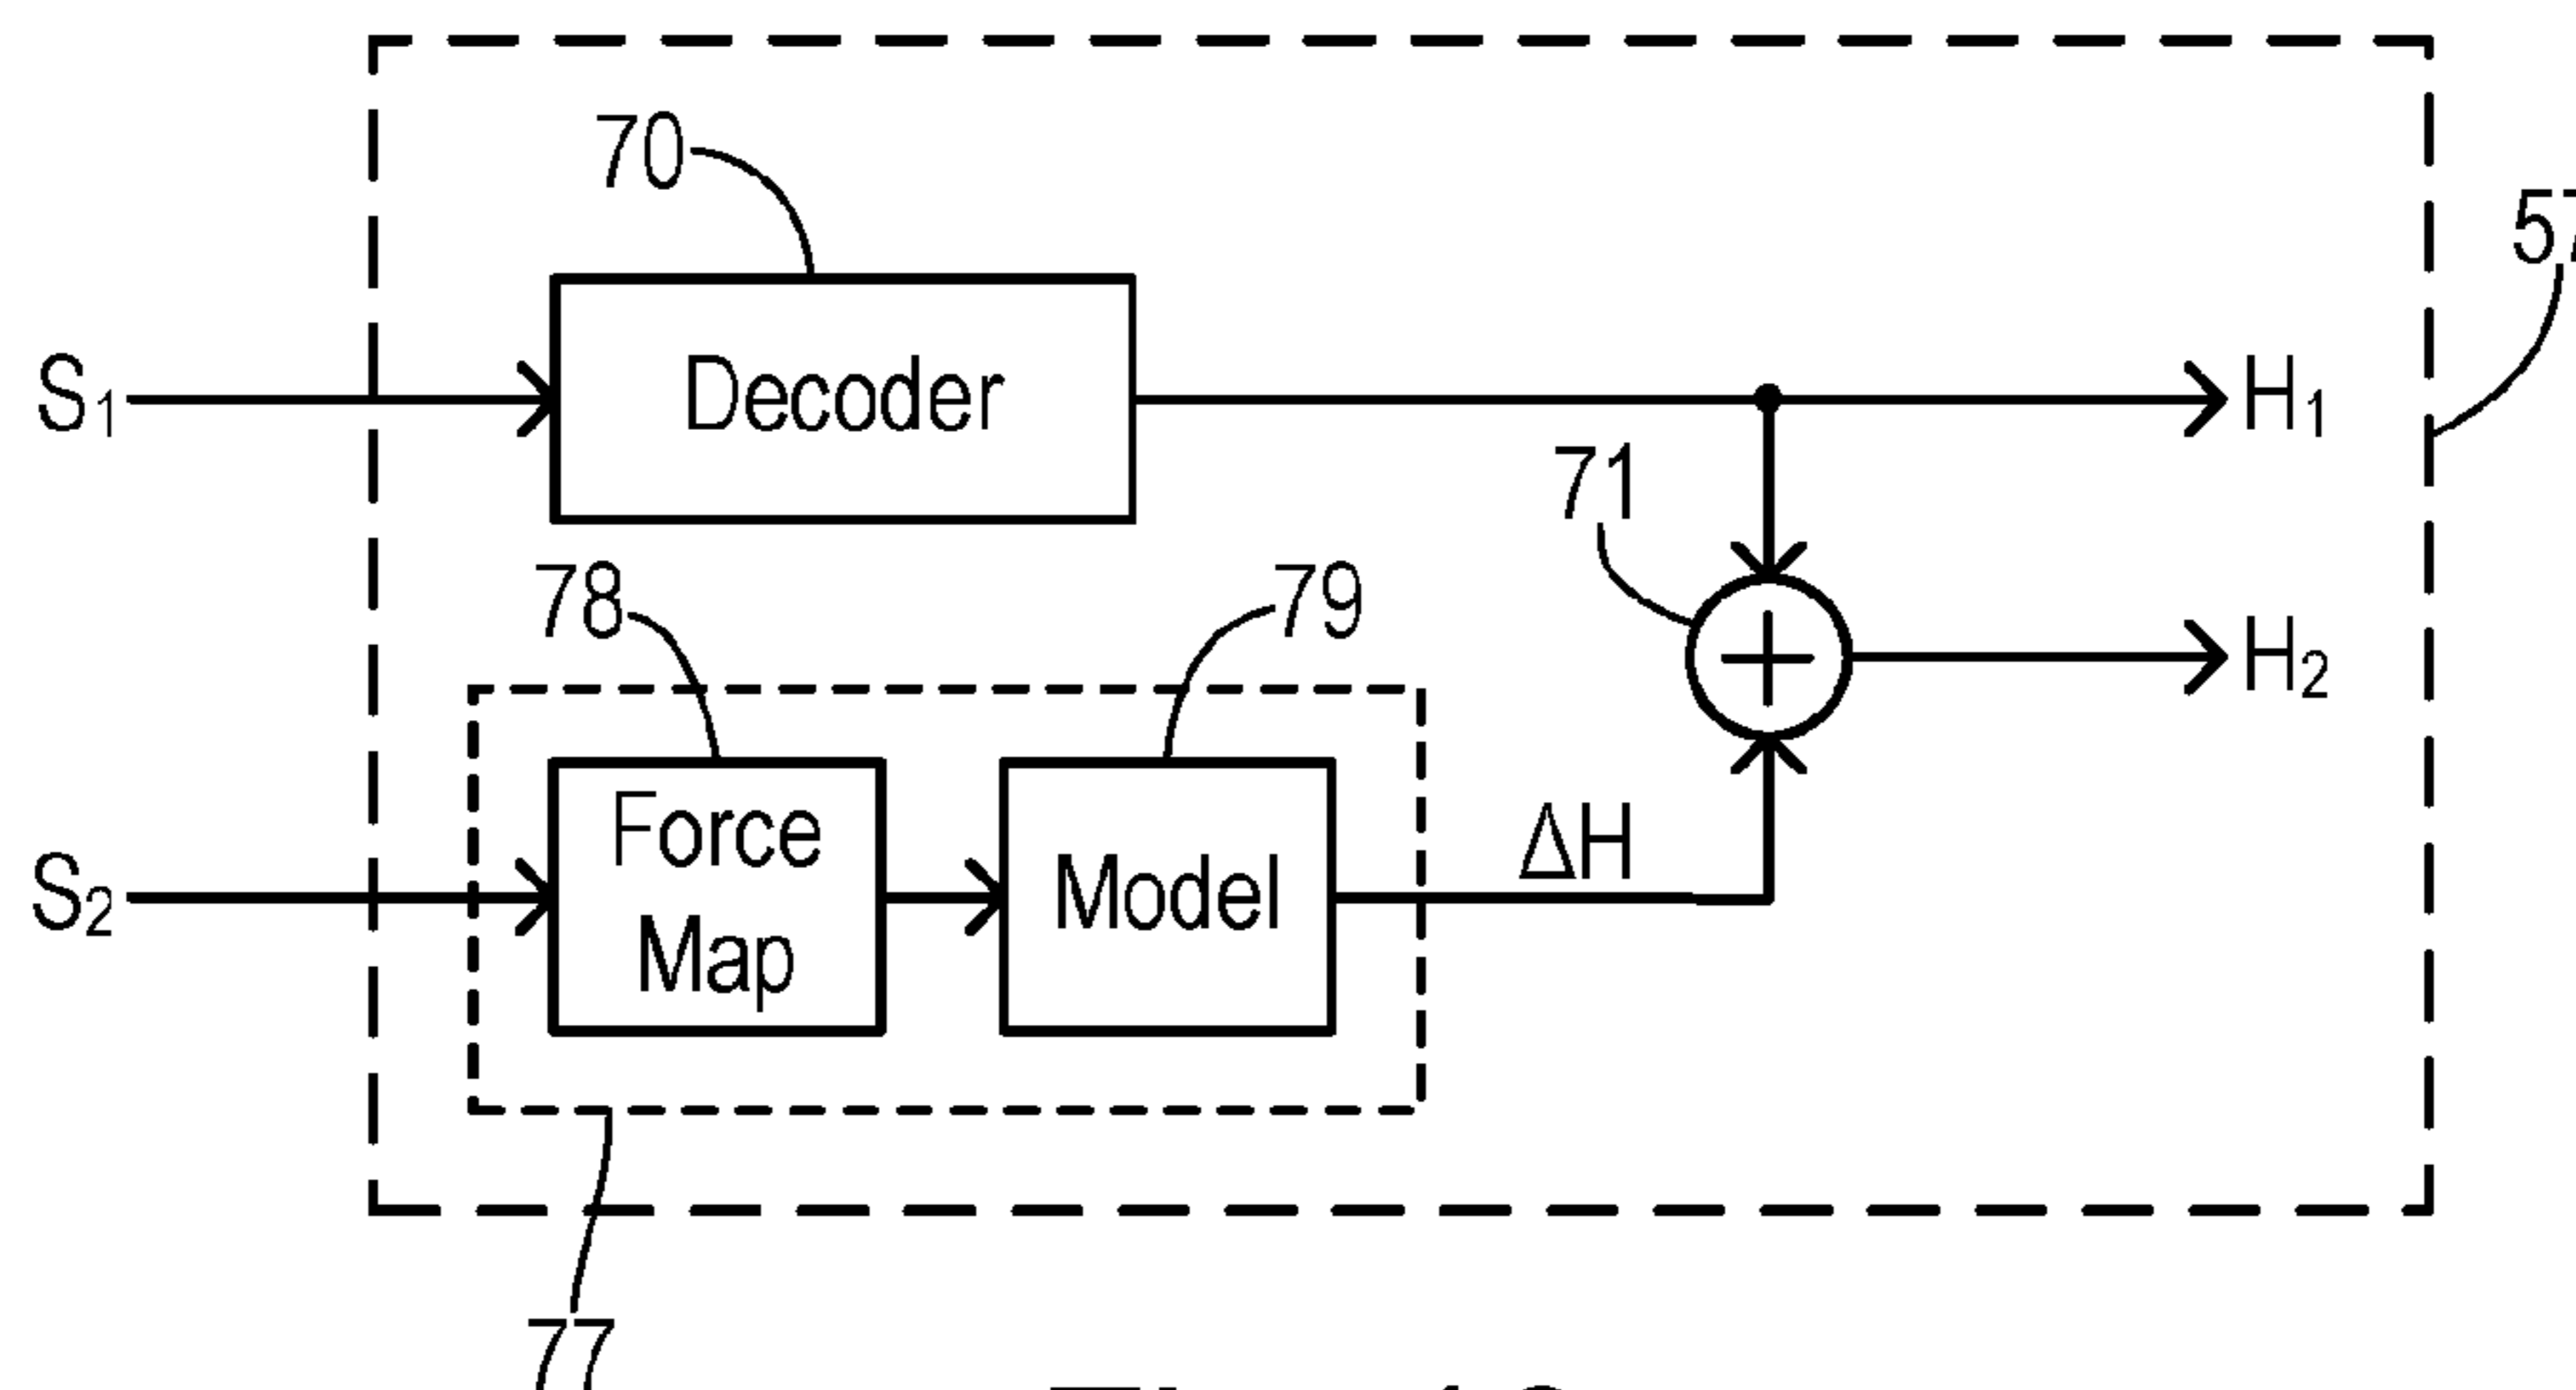 70
57
S₁
Decoder
H₁
71
78
79
H₂
Force
Map
Model
ΔH
S₂
77